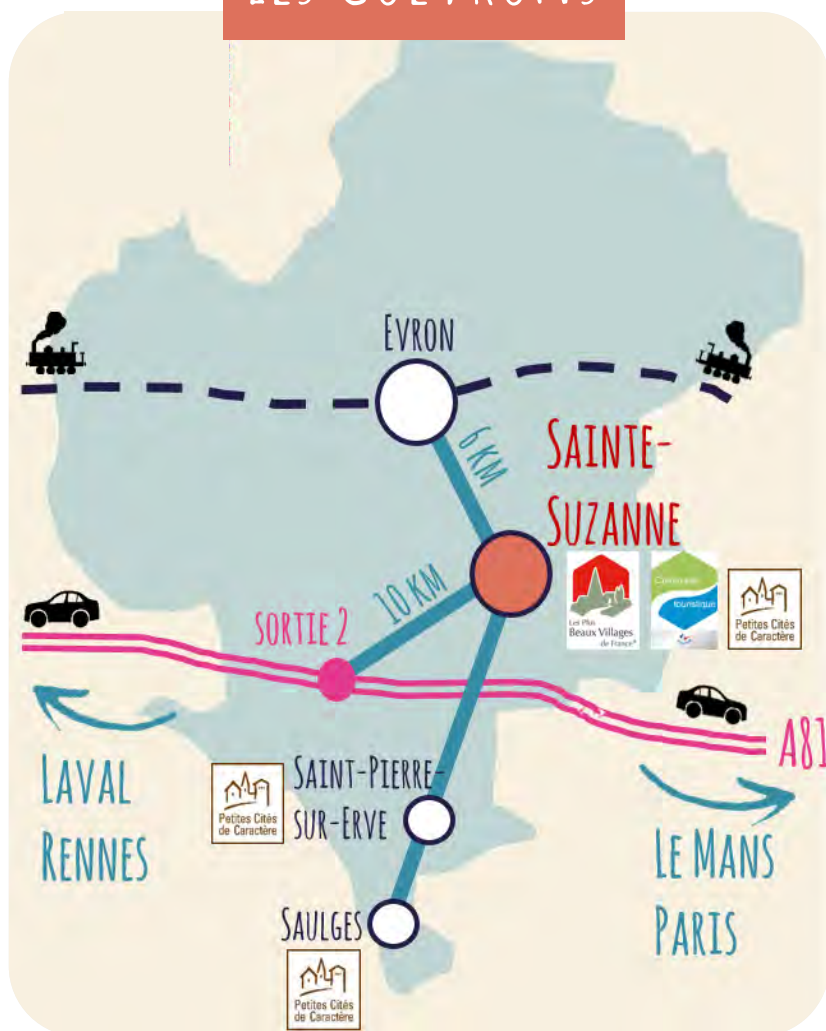 EVRON
6 KM
SAINTE-
SUZANNE
Les Plus
Beaux Villages
de France
Commune
touristique
Petites Cités
de Caractère
10 KM
SORTIE 2
A81
LAVAL
RENNES
SAINT-PIERRE-
SUR-ERVE
Petites Cités
de Caractère
LE MANS
PARIS
SAULGES
Petites Cités
de Caractère